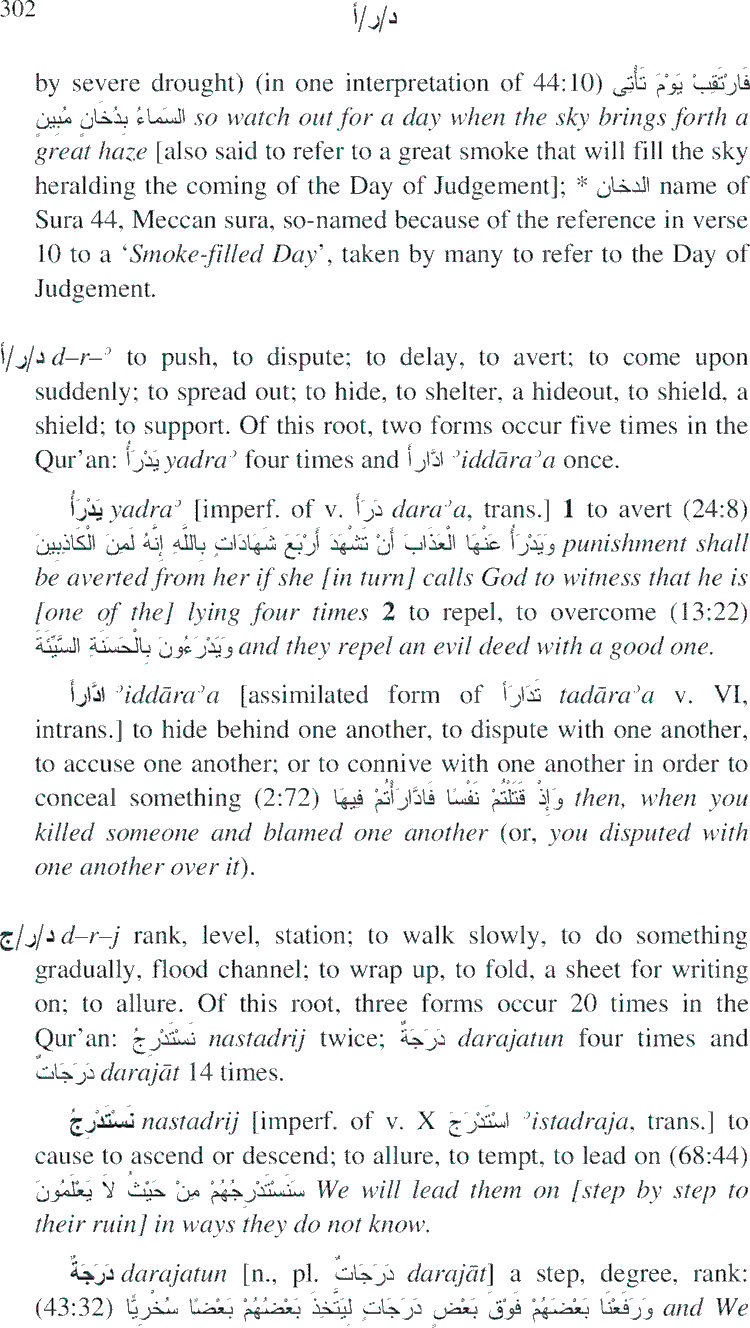 302
د/ر/أ
by severe drought) (in one interpretation of 44:10) فَارْتَقِبْ يَوْمَ تَأْتِى
السَماءُ بِدُخَانٍ مُبِينٍ so watch out for a day when the sky brings forth a
great haze [also said to refer to a great smoke that will fill the sky
heralding the coming of the Day of Judgement]; * الدخان name of
Sura 44, Meccan sura, so-named because of the reference in verse
10 to a ‘Smoke-filled Day’, taken by many to refer to the Day of
Judgement.
د/ر/أ d–r–ʾ to push, to dispute; to delay, to avert; to come upon
suddenly; to spread out; to hide, to shelter, a hideout, to shield, a
shield; to support. Of this root, two forms occur five times in the
Qur’an: يَدْرَأُ yadraʾ four times and ادَّارأَ ʾiddāraʾa once.
يَدْرَأُ yadraʾ [imperf. of v. دَرَأَ daraʾa, trans.] 1 to avert (24:8)
وَيَدْرَأُ عَنْهَا الْعَذَابَ أَنْ تَشْهَدَ أَرْبَعَ شَهَادَاتٍ بِاللَّهِ إِنَّهُ لَمِنَ الْكَاذِبِينَ punishment shall
be averted from her if she [in turn] calls God to witness that he is
[one of the] lying four times 2 to repel, to overcome (13:22)
وَيَدْرَءُونَ بِالْحَسَنَةِ السَّيِّئَةَ and they repel an evil deed with a good one.
ادَّارأَ ʾiddāraʾa [assimilated form of تَدَارَأَ tadāraʾa v. VI,
intrans.] to hide behind one another, to dispute with one another,
to accuse one another; or to connive with one another in order to
conceal something (2:72) وَإِذْ قَتَلْتُمْ نَفْسًا فَادَّارَأْتُمْ فِيهَا then, when you
killed someone and blamed one another (or, you disputed with
one another over it).
د/ر/ج d–r–j rank, level, station; to walk slowly, to do something
gradually, flood channel; to wrap up, to fold, a sheet for writing
on; to allure. Of this root, three forms occur 20 times in the
Qur’an: نَسْتَدْرِجُ nastadrij twice; دَرَجَةٌ darajatun four times and
دَرَجَاتٌ darajāt 14 times.
نَسْتَدْرِجُ nastadrij [imperf. of v. X اسْتَدْرَجَ ʾistadraja, trans.] to
cause to ascend or descend; to allure, to tempt, to lead on (68:44)
سَنَسْتَدْرِجُهُمْ مِنْ حَيْثُ لاَ يَعْلَمُونَ We will lead them on [step by step to
their ruin] in ways they do not know.
دَرَجَةٌ darajatun [n., pl. دَرَجَاتٌ darajāt] a step, degree, rank:
(43:32) وَرَفَعْنَا بَعْضَهُمْ فَوْقَ بَعْضٍ دَرَجَاتٍ لِيَتَّخِذَ بَعْضُهُمْ بَعْضًا سُخْرِيًّا and We